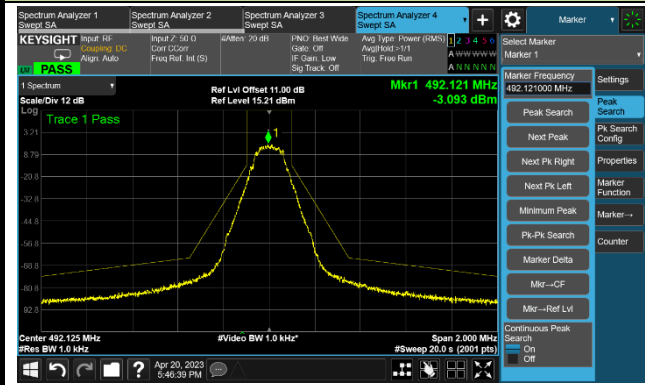 Spectrum Analyzer 1
Swept SA
Spectrum Analyzer 2
Swept SA
Spectrum Analyzer 3
Swept SA
Spectrum Analyzer 4
Swept SA
+
Marker
KEYSIGHT
Input: RF
Coupling: DC
Align: Auto
Input Z: 50 Ω
Corr CCorr
Freq Ref: Int (S)
#Atten: 20 dB
PNO: Best Wide
Gate: Off
IF Gain: Low
Sig Track: Off
Avg Type: Power (RMS)
Avg|Hold:>1/1
Trig: Free Run
1 2 3 4 5 6
A W W W W W
A N N N N N
PASS
Select Marker
Marker 1
1 Spectrum
Scale/Div 12 dB
Ref Lvl Offset 11.00 dB
Ref Level 15.21 dBm
Mkr1 492.121 MHz
-3.093 dBm
Log
Trace 1 Pass
1
3.21
-8.79
-20.8
-32.8
-44.8
-56.8
-68.8
-80.8
-92.8
Center 492.125 MHz
#Res BW 1.0 kHz
#Video BW 1.0 kHz*
Span 2.000 MHz
#Sweep 20.0 s (2001 pts)
Marker Frequency
492.121000 MHz
Peak Search
Next Peak
Next Pk Right
Next Pk Left
Minimum Peak
Pk-Pk Search
Marker Delta
Mkr→CF
Mkr→Ref Lvl
Continuous Peak
Search
On
Off
Settings
Peak
Search
Pk Search
Config
Properties
Marker
Function
Marker→
Counter
?
Apr 20, 2023
5:46:39 PM